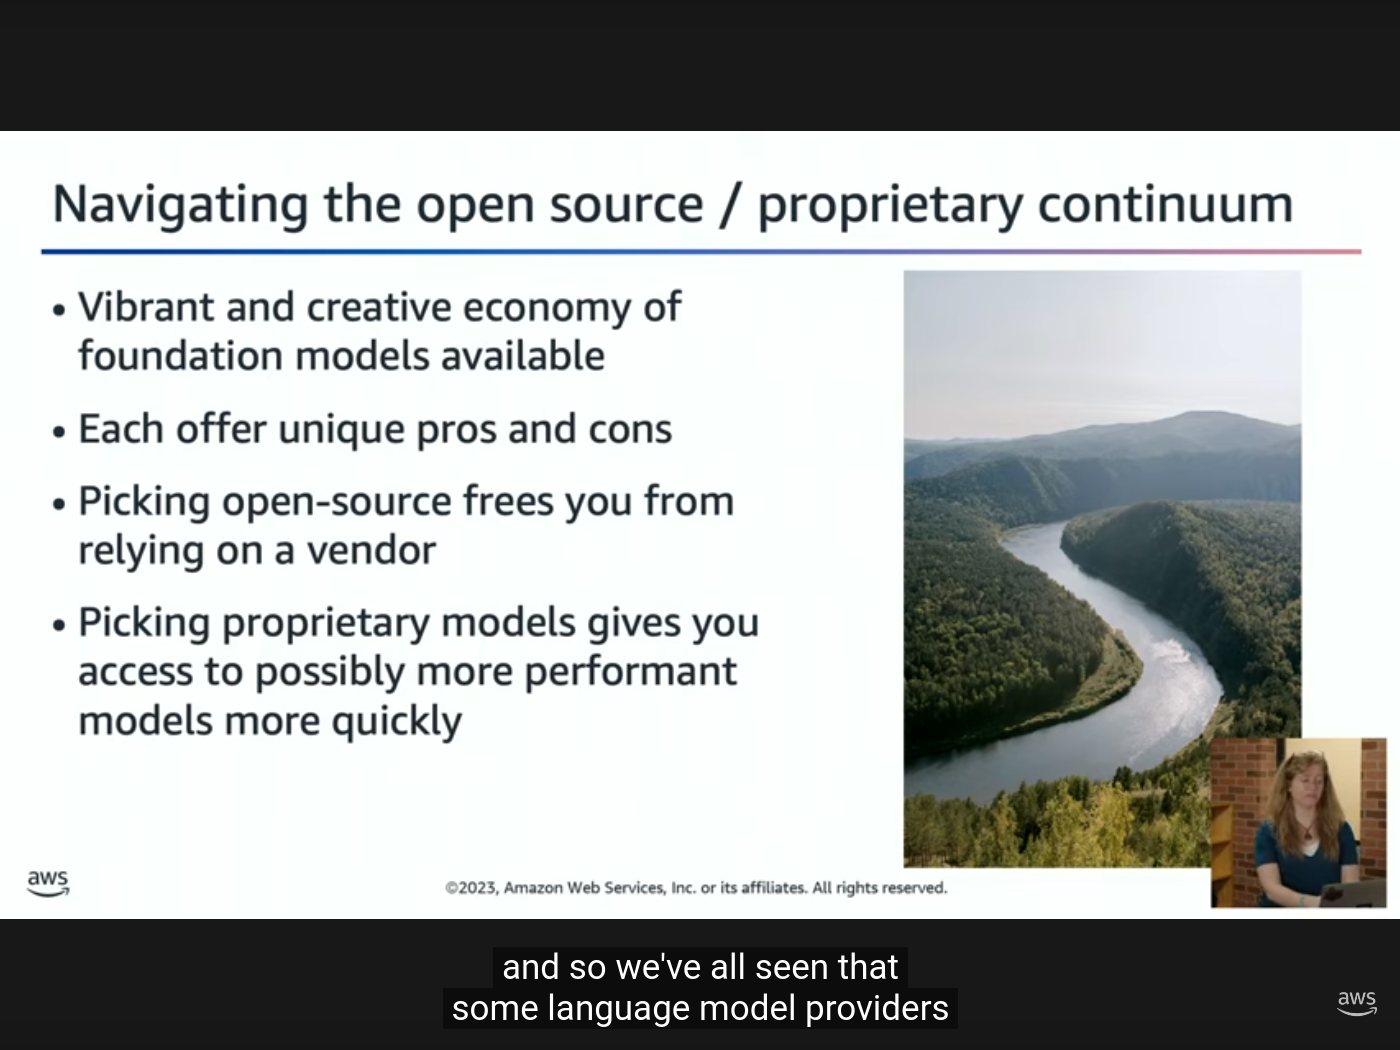 Navigating the open source / proprietary continuum
• Vibrant and creative economy of
foundation models available
• Each offer unique pros and cons
• Picking open-source frees you from
relying on a vendor
• Picking proprietary models gives you
access to possibly more performant
models more quickly
aws
©2023, Amazon Web Services, Inc. or its affiliates. All rights reserved.
and so we've all seen that
some language model providers
aws